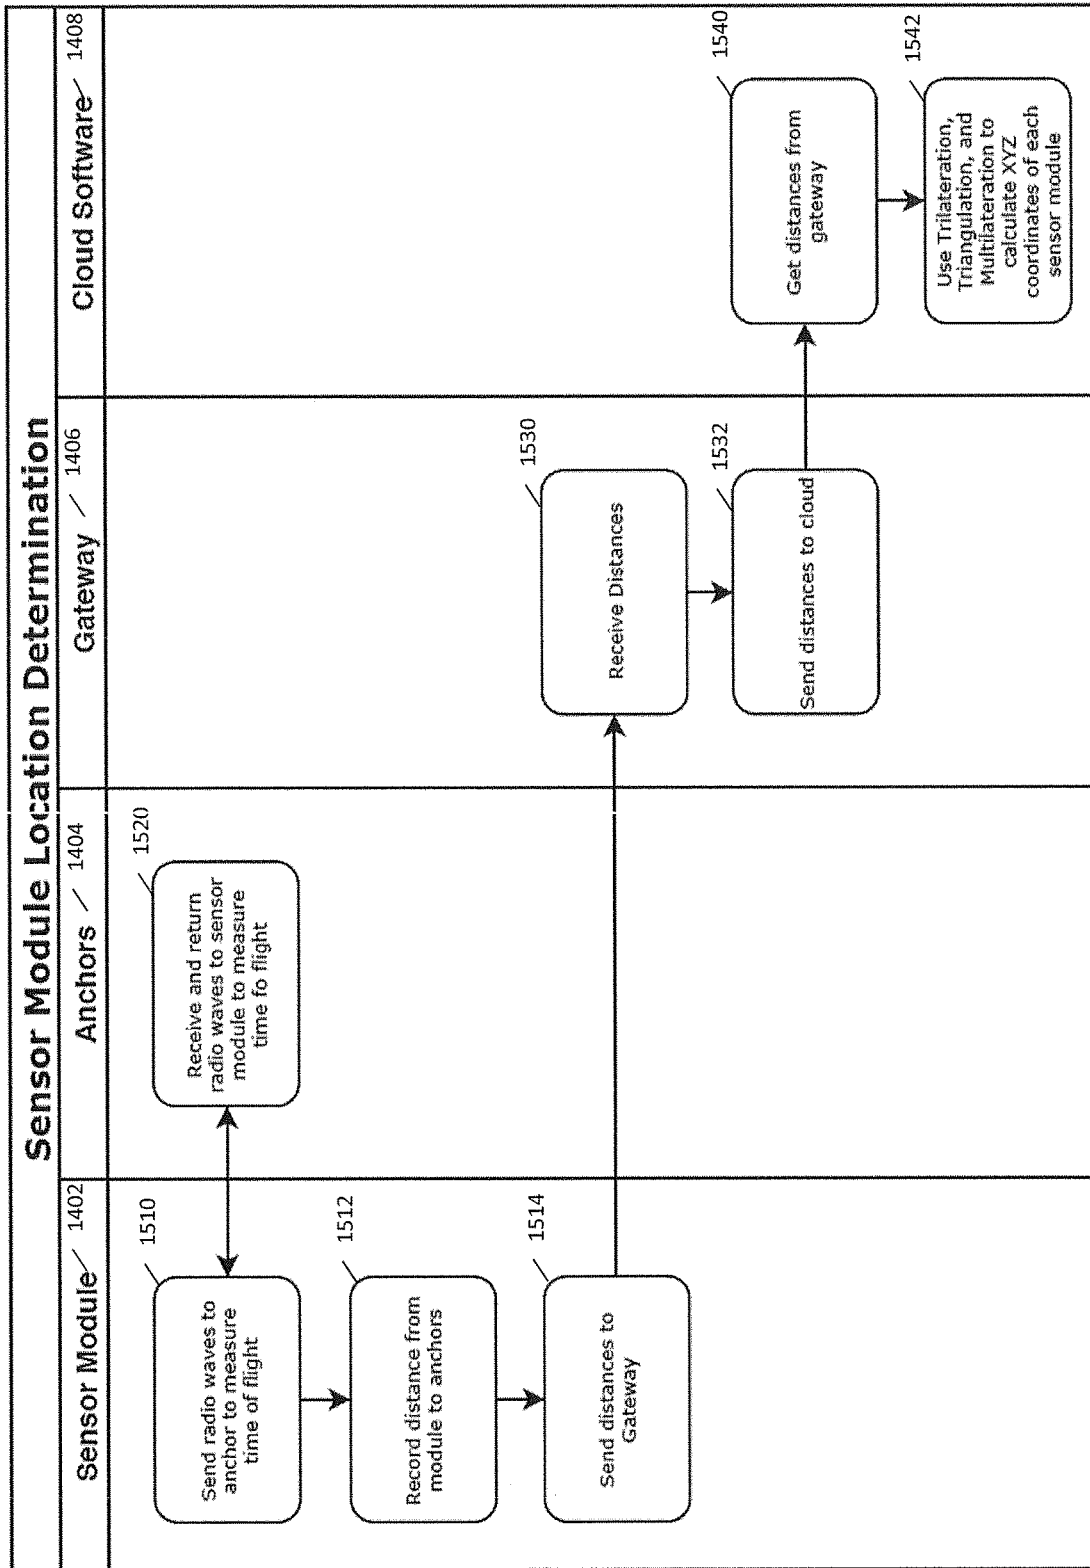 Sensor Module Location Determination
Sensor Module 1402
Anchors 1404
Gateway 1406
Cloud Software 1408
1510
Send radio waves to
anchor to measure
time of flight
1520
Receive and return
radio waves to sensor
module to measure
time fo flight
1512
Record distance from
module to anchors
1514
Send distances to
Gateway
1530
Receive Distances
1532
Send distances to cloud
1540
Get distances from
gateway
1542
Use Trilateration,
Triangulation, and
Multilateration to
calculate XYZ
coordinates of each
sensor module